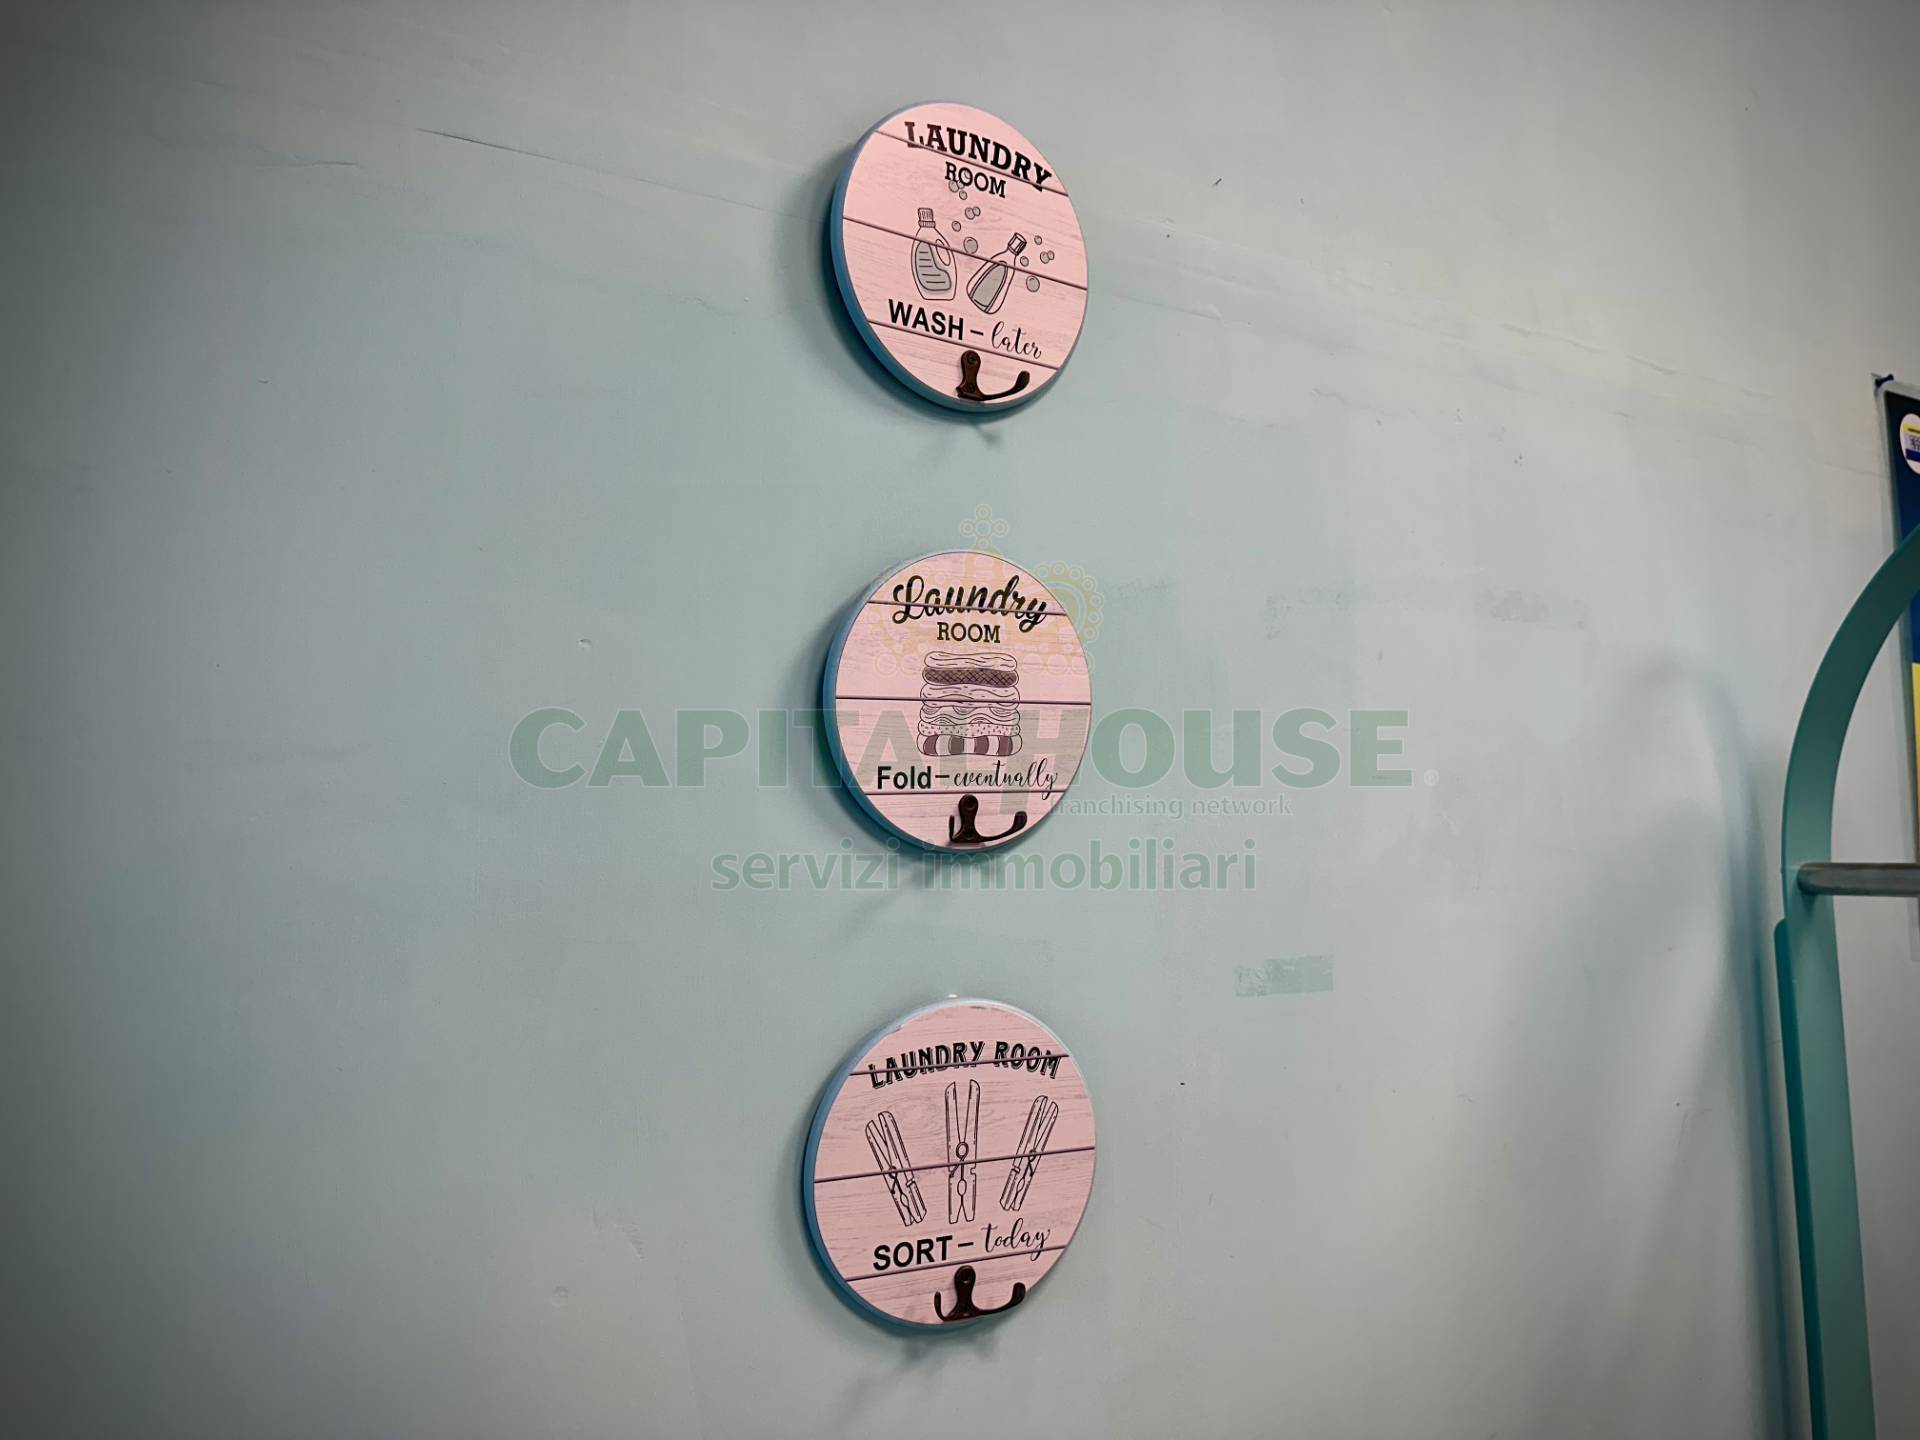 LAUNDRY
ROOM
WASH – later
Laundry
ROOM
Fold – eventually
CAPITAL HOUSE®
franchising network
servizi immobiliari
LAUNDRY ROOM
SORT – today